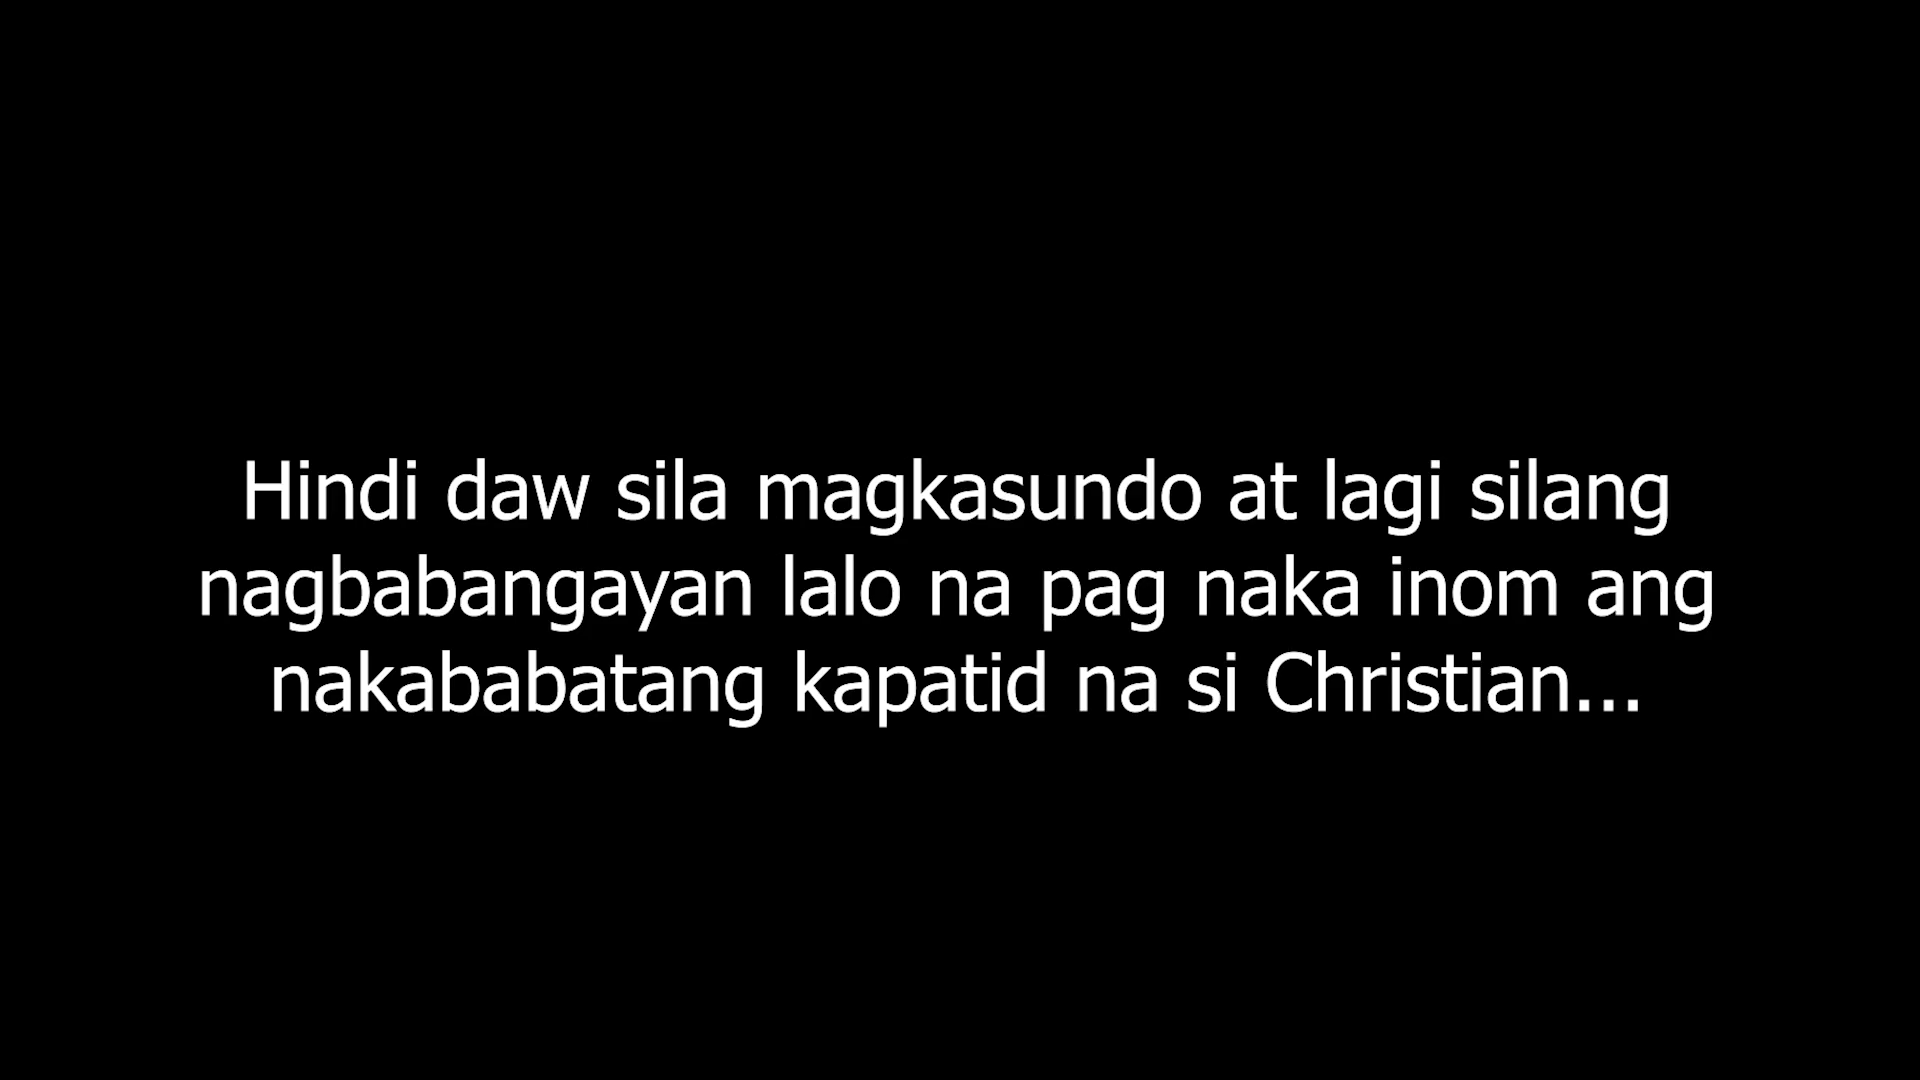 Hindi daw sila magkasundo at lagi silang
nagbabangayan lalo na pag naka inom ang
nakababatang kapatid na si Christian...